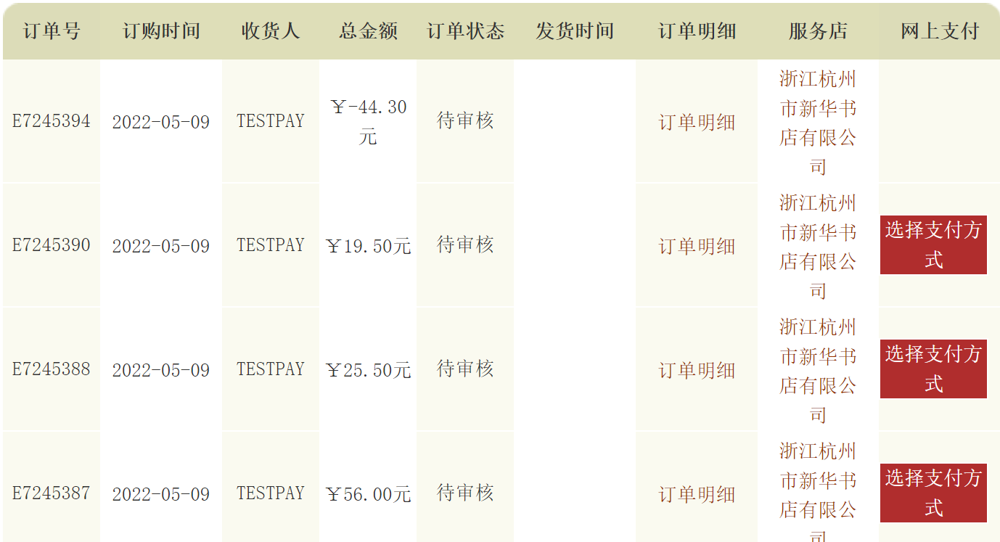 订单号 订购时间 收货人 总金额 订单状态 发货时间 订单明细 服务店 网上支付
E7245394 2022-05-09 TESTPAY ￥-44.30
元 待审核 订单明细 浙江杭州
市新华书
店有限公
司
E7245390 2022-05-09 TESTPAY ￥19.50元 待审核 订单明细 浙江杭州
市新华书
店有限公
司
选择支付方
式
E7245388 2022-05-09 TESTPAY ￥25.50元 待审核 订单明细 浙江杭州
市新华书
店有限公
司
选择支付方
式
E7245387 2022-05-09 TESTPAY ￥56.00元 待审核 订单明细 浙江杭州
市新华书
店有限公
司
选择支付方
式